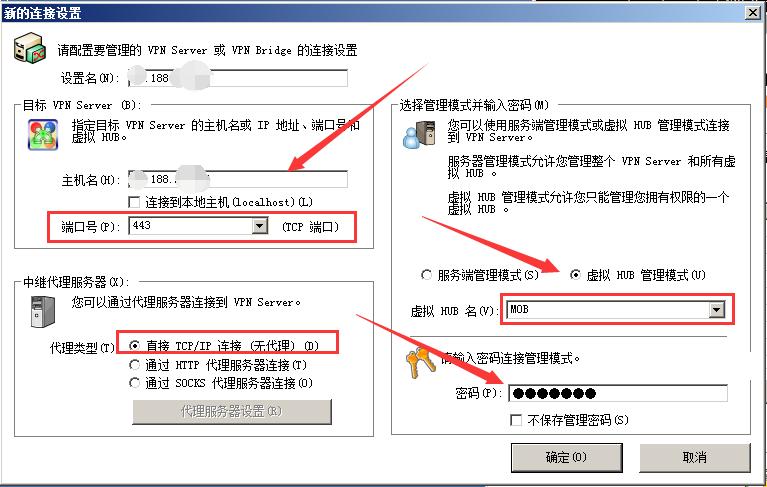 新的连接设置
请配置要管理的 VPN Server 或 VPN Bridge 的连接设置
设置名(N):
.188
目标 VPN Server (B):
指定目标 VPN Server 的主机名或 IP 地址、端口号和
虚拟 HUB。
主机名(H):
188.
连接到本地主机(localhost)(L)
端口号(P):
443
(TCP 端口)
中继代理服务器(X):
您可以通过代理服务器连接到 VPN Server。
代理类型(T)
直接 TCP/IP 连接 (无代理) (D)
通过 HTTP 代理服务器连接(T)
通过 SOCKS 代理服务器连接(O)
代理服务器设置(R)
选择管理模式并输入密码(M)
您可以使用服务端管理模式或虚拟 HUB 管理模式连接
到 VPN Server。
服务器管理模式允许您管理整个 VPN Server 和所有虚
拟 HUB 。
虚拟 HUB 管理模式允许您只能管理您拥有权限的一个
虚拟 HUB 。
服务端管理模式(S)
虚拟 HUB 管理模式(U)
虚拟 HUB 名(V):
MOB
请输入密码连接管理模式。
密码(P):
●●●●●●●
不保存管理密码(S)
确定(O)
取消